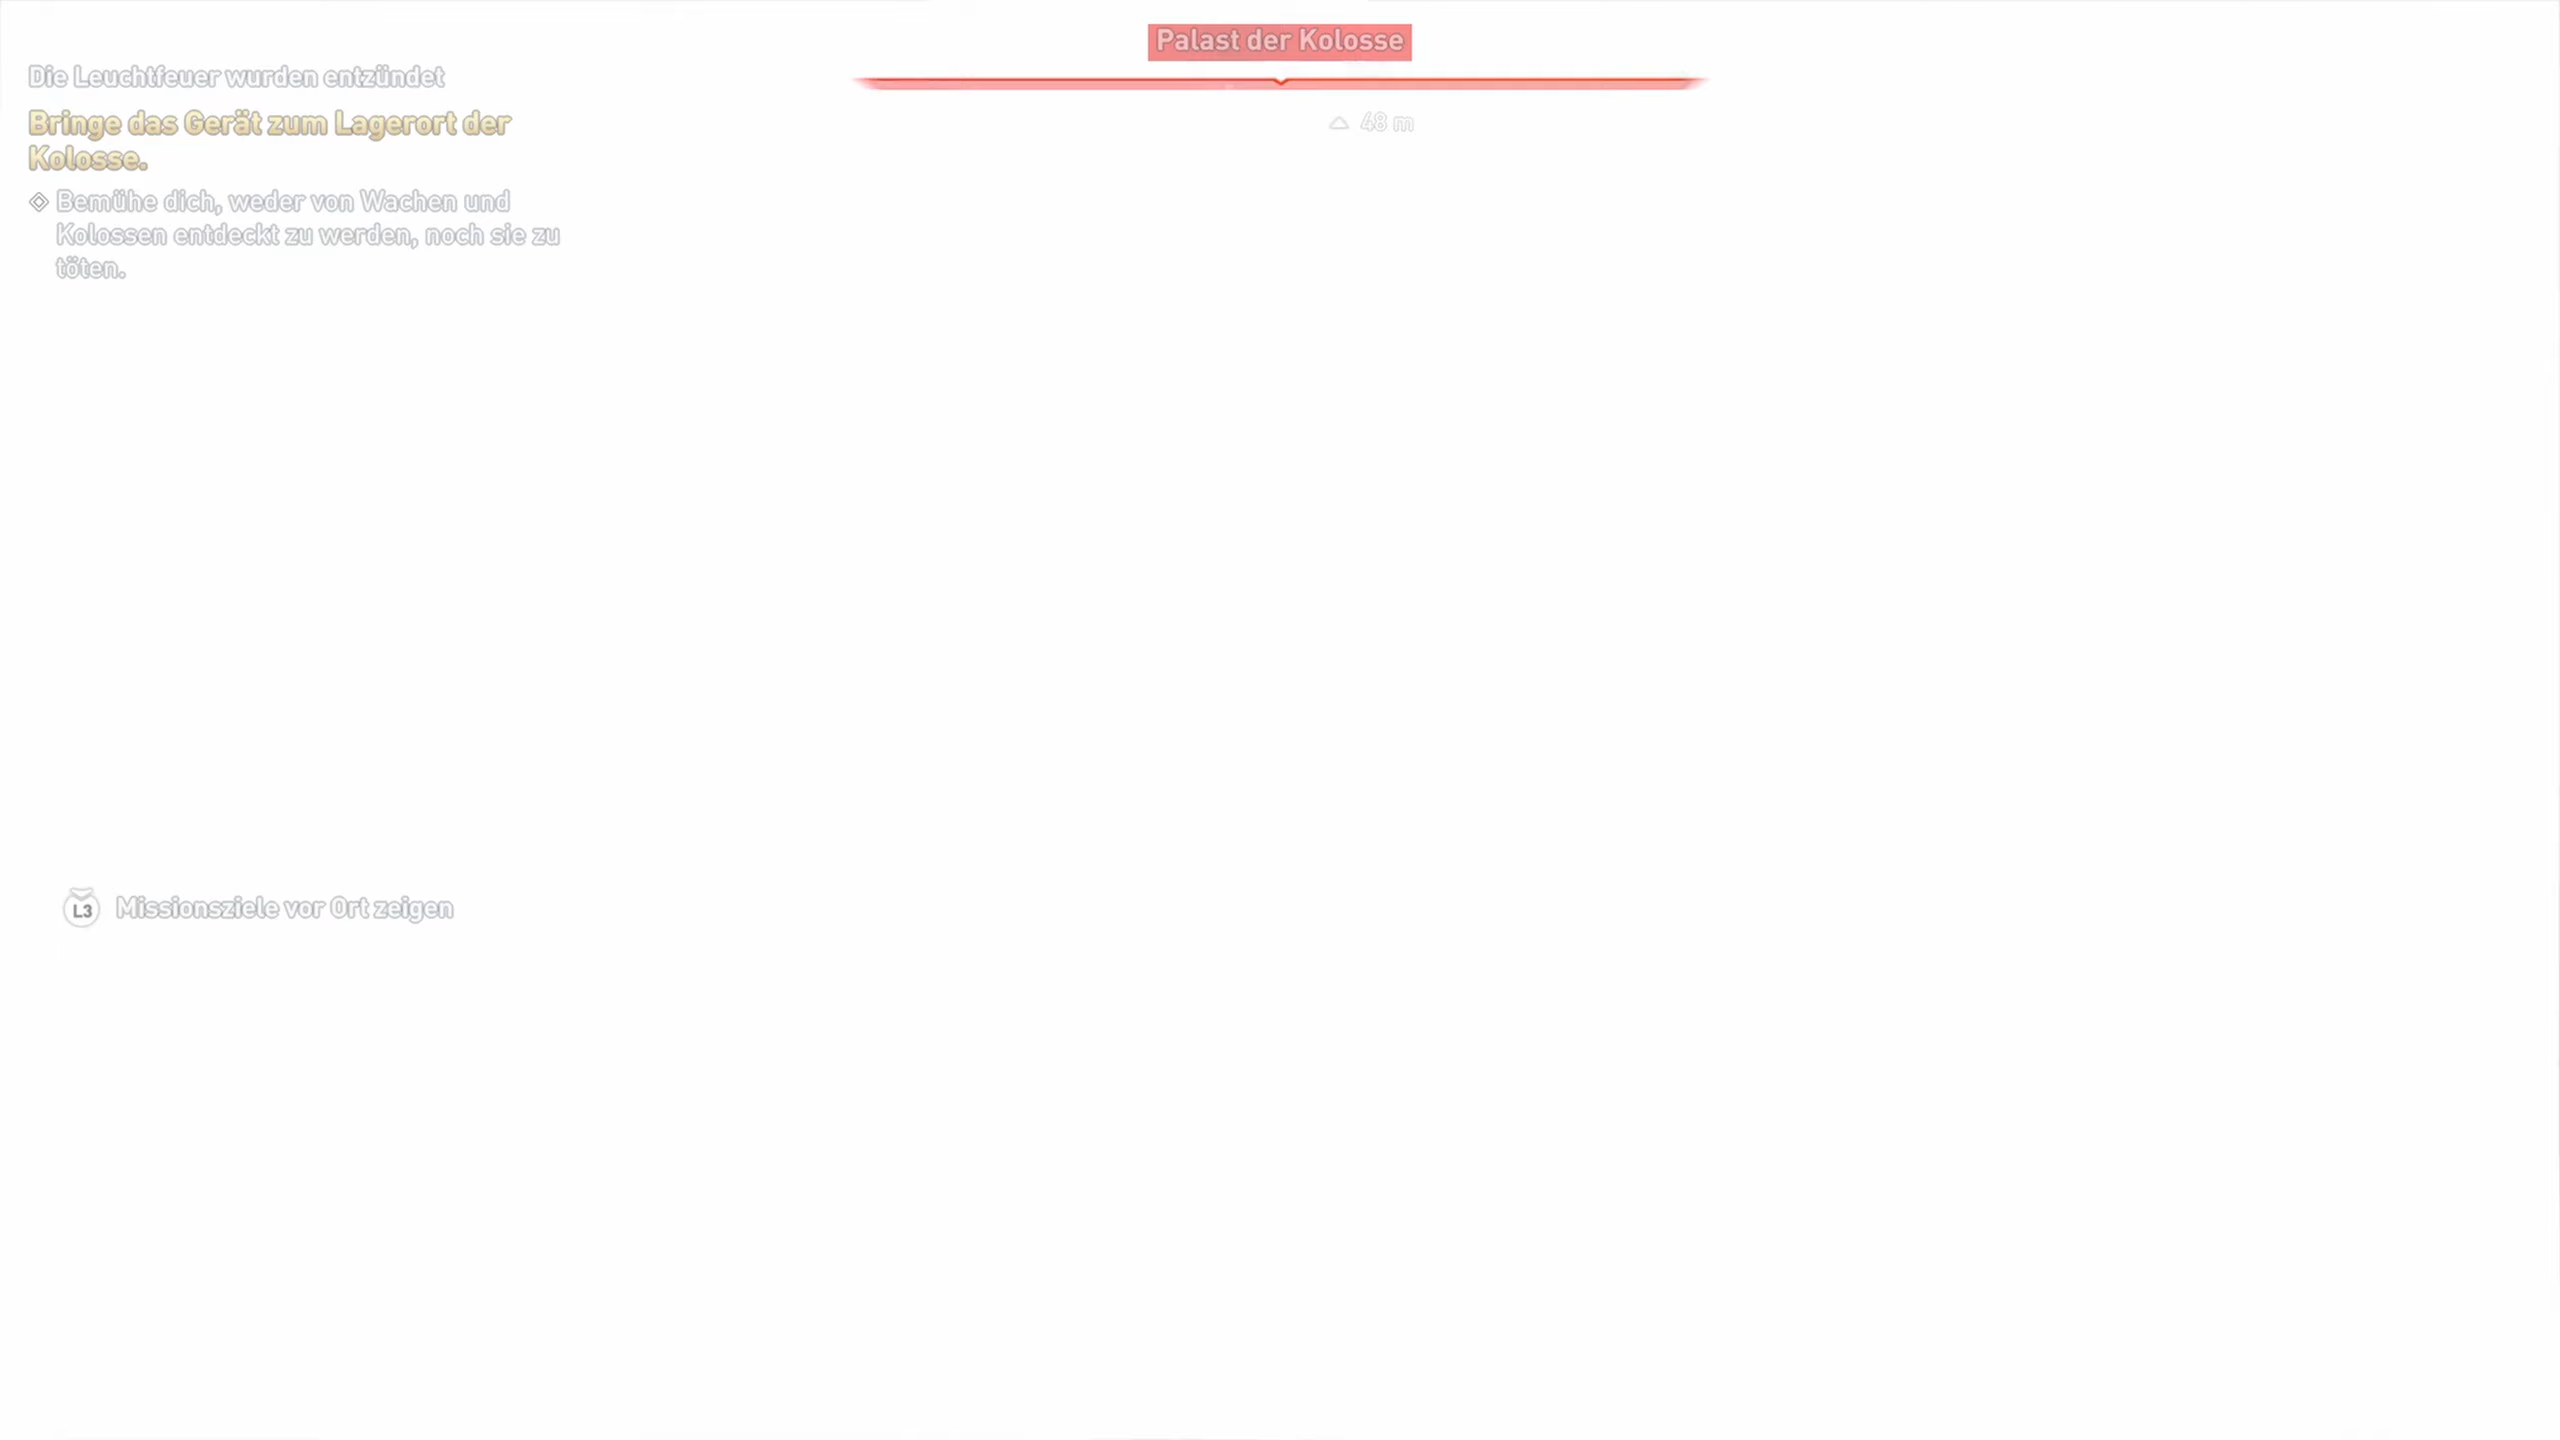 Palast der Kolosse
Die Leuchtfeuer wurden entzündet
Bringe das Gerät zum Lagerort der
Kolosse.
Bemühe dich, weder von Wachen und
Kolossen entdeckt zu werden, noch sie zu
töten.
48 m
L3 Missionsziele vor Ort zeigen